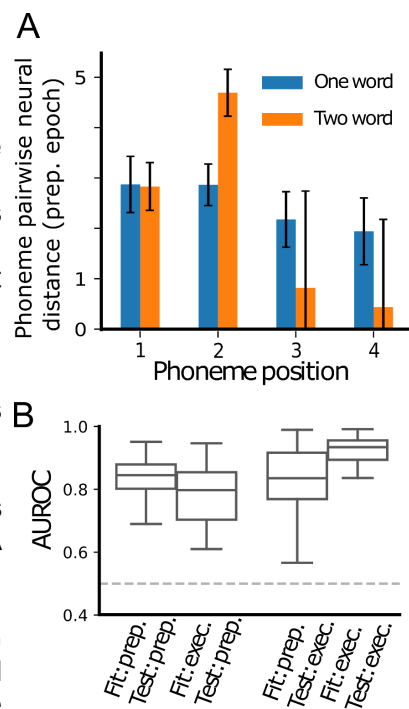 A
Phoneme pairwise neural
distance (prep. epoch)
5
1
0
One word
Two word
1 2 3 4
Phoneme position
B
AUROC
1.0
0.8
0.6
0.4
Fit: prep.
Test: prep.
Fit: exec.
Test: prep.
Fit: prep.
Test: exec.
Fit: exec.
Test: exec.